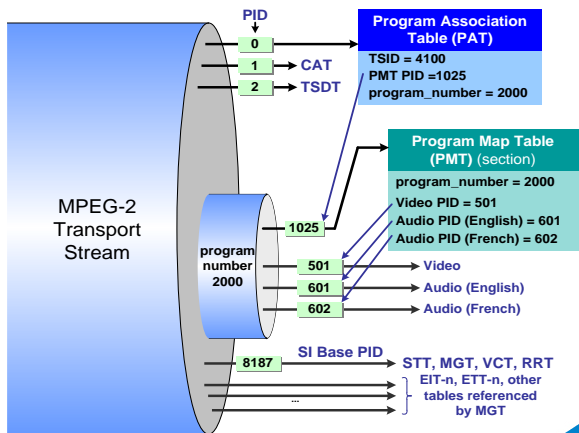 PID
0
1
CAT
2
TSDT
Program Association
Table (PAT)
TSID = 4100
PMT PID =1025
program_number = 2000
Program Map Table
(PMT) (section)
program_number = 2000
Video PID = 501
Audio PID (English) = 601
Audio PID (French) = 602
MPEG-2
Transport
Stream
program
number
2000
1025
501
Video
601
Audio (English)
602
Audio (French)
SI Base PID
8187
STT, MGT, VCT, RRT
EIT-n, ETT-n, other
tables referenced
by MGT
...